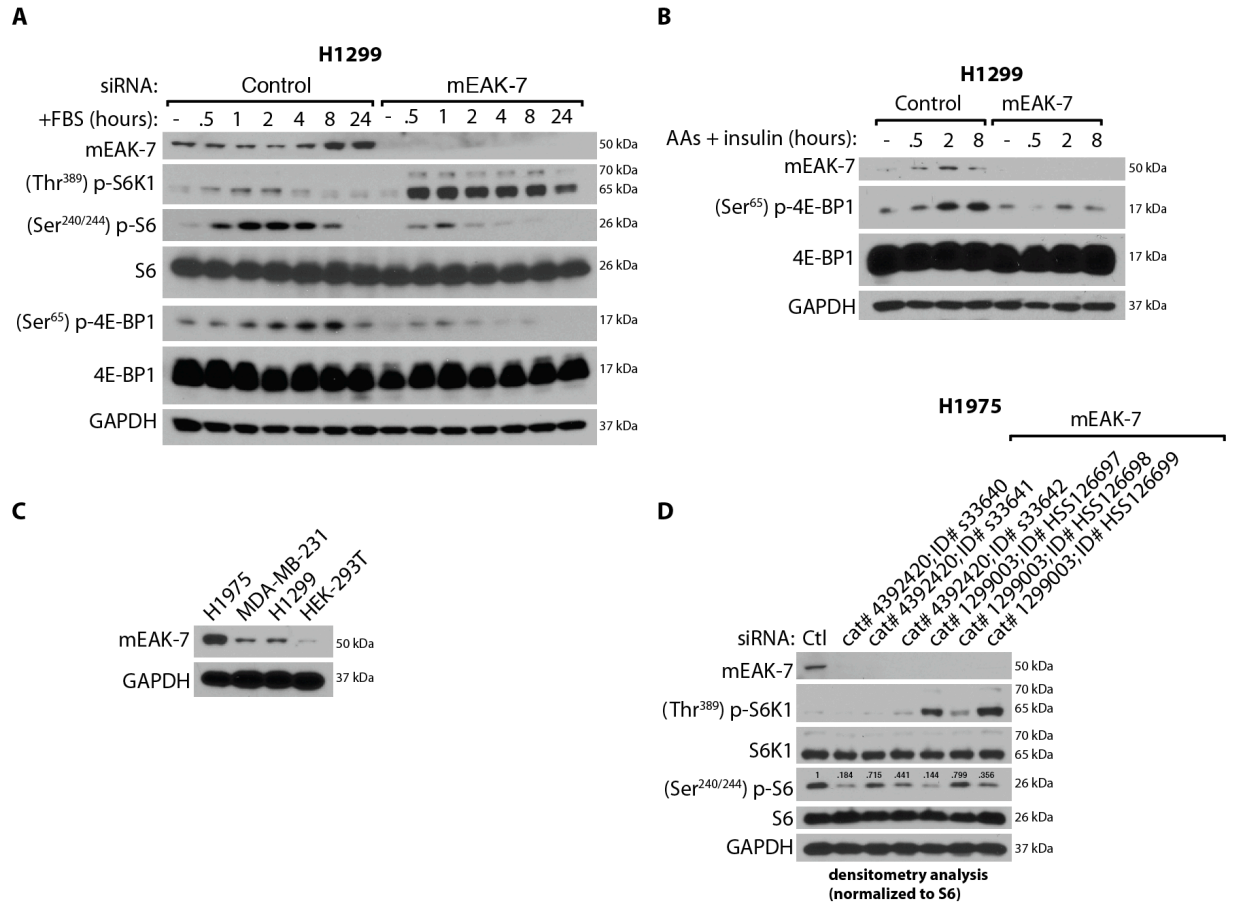 A
H1299
siRNA: Control mEAK-7
+FBS (hours): - .5 1 2 4 8 24 - .5 1 2 4 8 24
mEAK-7 50 kDa
70 kDa
(Thr389) p-S6K1 65 kDa
(Ser240/244) p-S6 26 kDa
S6 26 kDa
(Ser65) p-4E-BP1 17 kDa
4E-BP1 17 kDa
GAPDH 37 kDa
B
H1299
Control mEAK-7
AAs + insulin (hours): - .5 2 8 - .5 2 8
mEAK-7 50 kDa
(Ser65) p-4E-BP1 17 kDa
4E-BP1 17 kDa
GAPDH 37 kDa
C
H1975
MDA-MB-231
H1299
HEK-293T
mEAK-7 50 kDa
GAPDH 37 kDa
D
H1975
mEAK-7
siRNA: Ctl
cat# 4392420; ID# s33640
cat# 4392420; ID# s33641
cat# 4392420; ID# s33642
cat# 1299003; ID# HSS126697
cat# 1299003; ID# HSS126698
cat# 1299003; ID# HSS126699
mEAK-7 50 kDa
70 kDa
(Thr389) p-S6K1 65 kDa
70 kDa
S6K1 65 kDa
1 .184 .715 .441 .144 .799 .356
(Ser240/244) p-S6 26 kDa
S6 26 kDa
GAPDH 37 kDa
densitometry analysis
(normalized to S6)